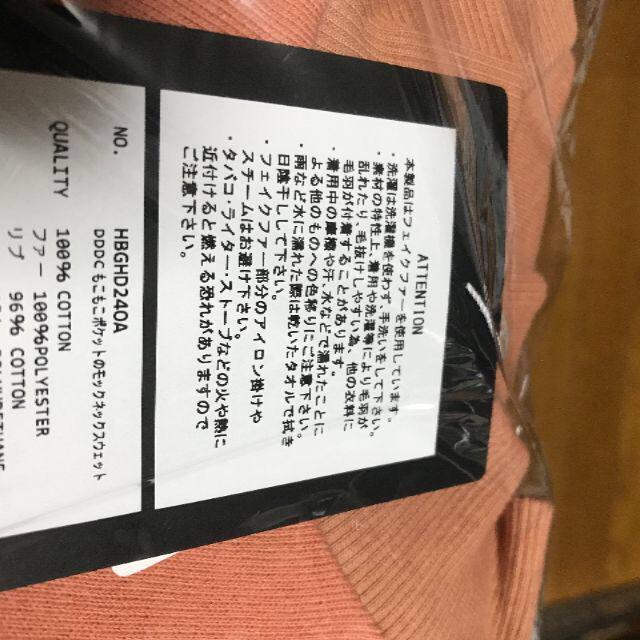 ATTENTION
本製品はフェイクファーを使用しています。
・洗濯は洗濯機を使わず、手洗いをして下さい。
・素材の特性上、着用や洗濯等により毛羽が
乱れたり、毛抜けしやすい為、他の衣料に
毛羽が付着することがあります。
・着用中の摩擦や汗、水などで濡れたことに
よる他のものへの色移りにご注意下さい。
・雨など水に濡れた際は乾いたタオルで拭き
日陰干しして下さい。
・フェイクファー部分のアイロン掛けや
スチームはお避け下さい。
・タバコ・ライター・ストーブなどの火や熱に
近付けると燃える恐れがありますので
ご注意下さい。
NO. HBGHD240A
DDDCもこもこポケットのモックネックスウェット
QUALITY 100% COTTON
ファー 100%POLYESTER
リブ 96% COTTON